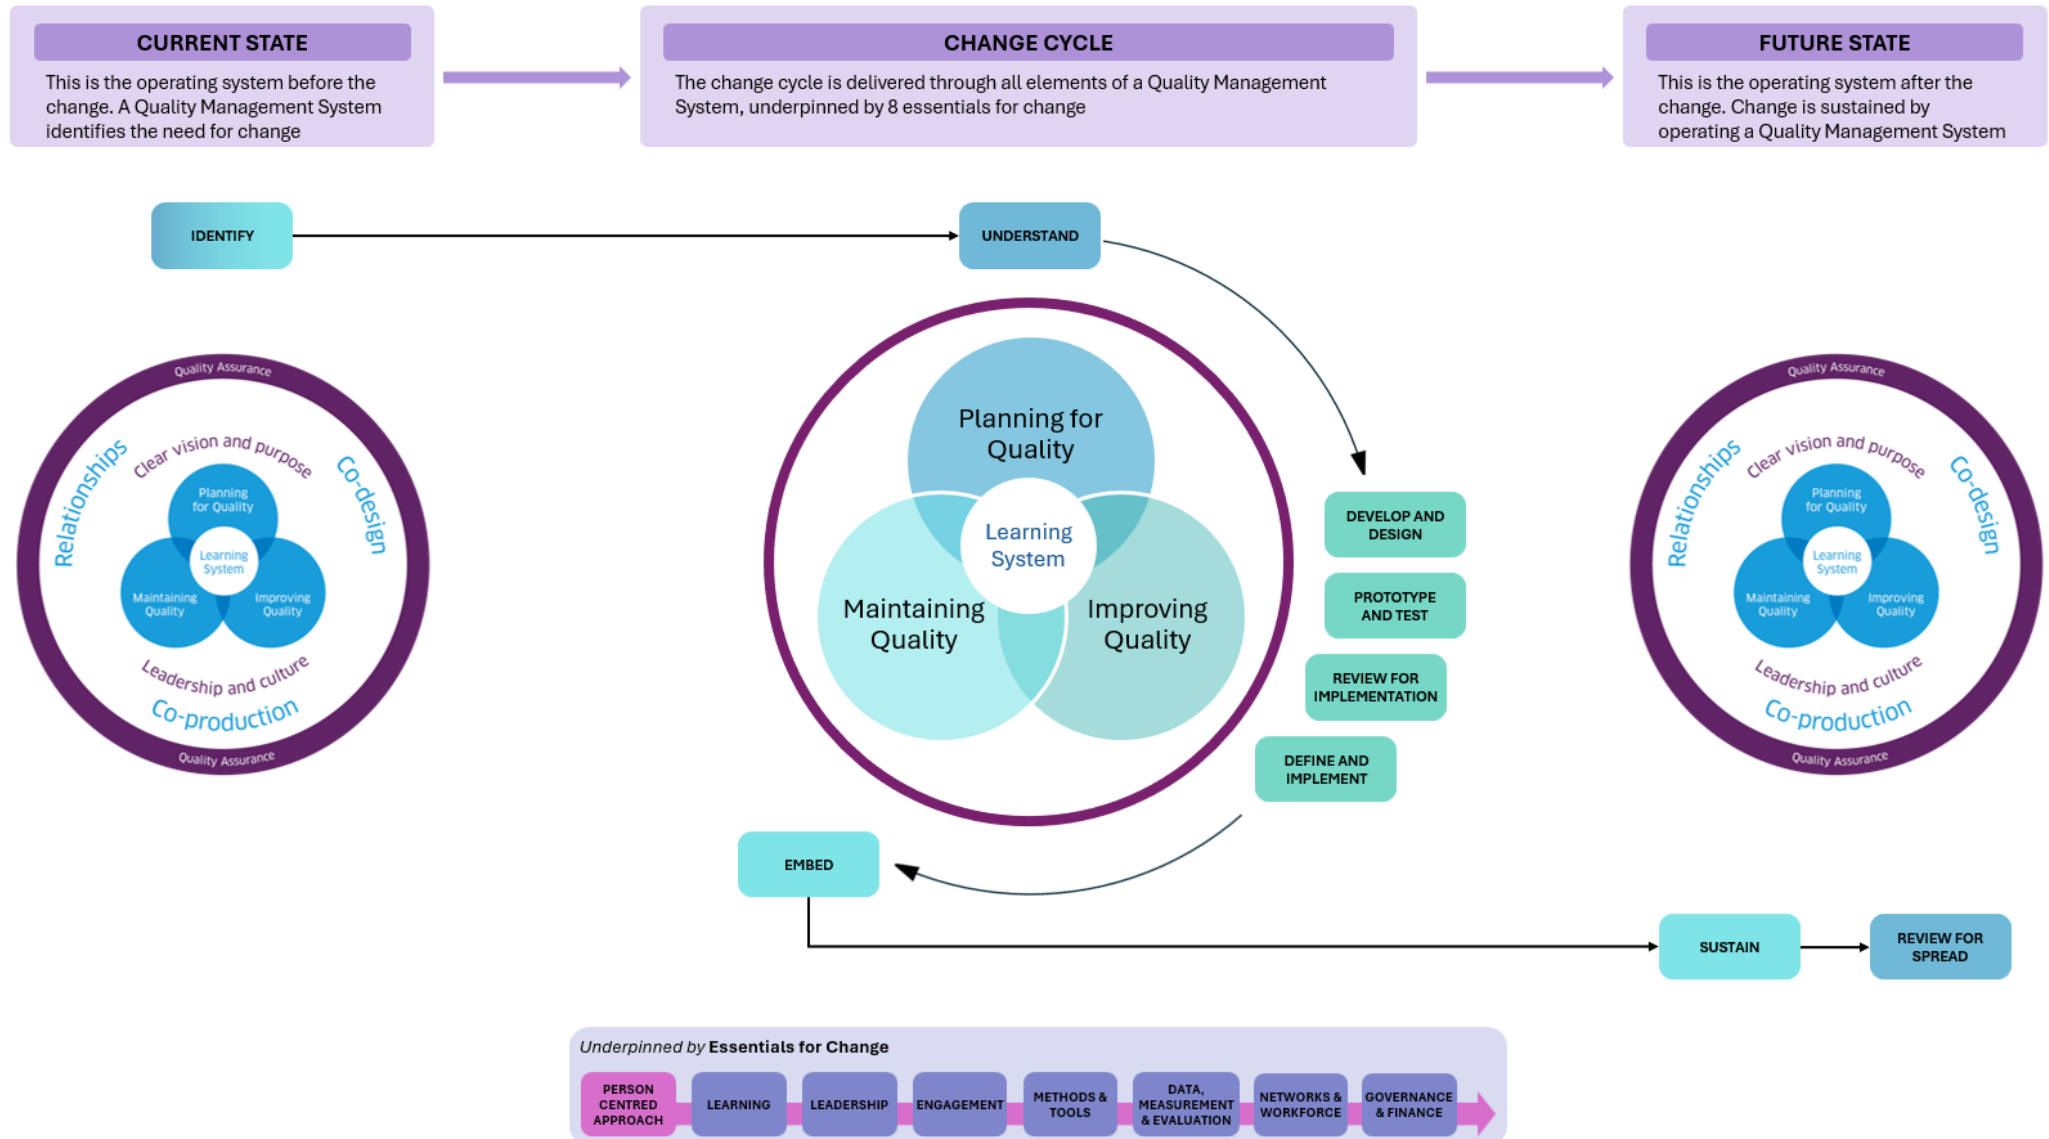 CURRENT STATE
This is the operating system before the
change. A Quality Management System
identifies the need for change
CHANGE CYCLE
The change cycle is delivered through all elements of a Quality Management
System, underpinned by 8 essentials for change
FUTURE STATE
This is the operating system after the
change. Change is sustained by
operating a Quality Management System
IDENTIFY
UNDERSTAND
Quality Assurance
Relationships
Clear vision and purpose
Co-design
Planning
for Quality
Learning
System
Maintaining
Quality
Improving
Quality
Leadership and culture
Co-production
Quality Assurance
Planning for
Quality
Learning
System
Maintaining
Quality
Improving
Quality
DEVELOP AND
DESIGN
PROTOTYPE
AND TEST
REVIEW FOR
IMPLEMENTATION
DEFINE AND
IMPLEMENT
EMBED
Quality Assurance
Relationships
Clear vision and purpose
Co-design
Planning
for Quality
Learning
System
Maintaining
Quality
Improving
Quality
Leadership and culture
Co-production
Quality Assurance
SUSTAIN
REVIEW FOR
SPREAD
Underpinned by Essentials for Change
PERSON
CENTRED
APPROACH
LEARNING
LEADERSHIP
ENGAGEMENT
METHODS &
TOOLS
DATA,
MEASUREMENT
& EVALUATION
NETWORKS &
WORKFORCE
GOVERNANCE
& FINANCE